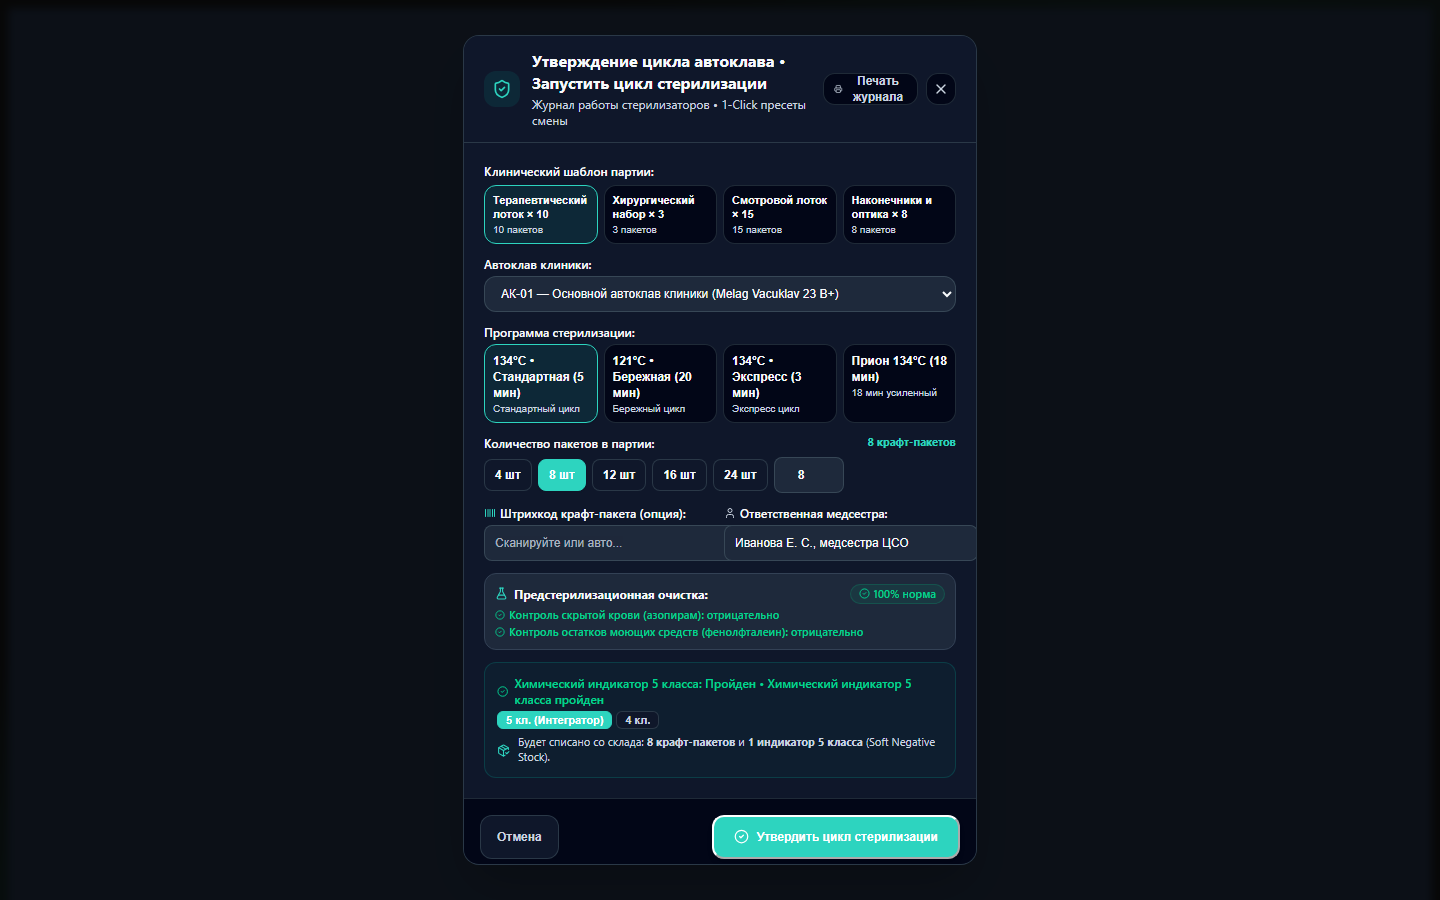 Утверждение цикла автоклава •
Запустить цикл стерилизации
Журнал работы стерилизаторов • 1-Click пресеты
смены
Печать
журнала
Клинический шаблон партии:
Терапевтический
лоток × 10
10 пакетов
Хирургический
набор × 3
3 пакетов
Смотровой лоток
× 15
15 пакетов
Наконечники и
оптика × 8
8 пакетов
Автоклав клиники:
АК-01 — Основной автоклав клиники (Melag Vacuklav 23 B+)
Программа стерилизации:
134°C •
Стандартная (5
мин)
Стандартный цикл
121°C •
Бережная (20
мин)
Бережный цикл
134°C •
Экспресс (3
мин)
Экспресс цикл
Прион 134°C (18
мин)
18 мин усиленный
Количество пакетов в партии:
8 крафт-пакетов
4 шт
8 шт
12 шт
16 шт
24 шт
8
Штрихкод крафт-пакета (опция):
Сканируйте или авто...
Ответственная медсестра:
Иванова Е. С., медсестра ЦСО
Предстерилизационная очистка:
100% норма
Контроль скрытой крови (азопирам): отрицательно
Контроль остатков моющих средств (фенолфталеин): отрицательно
Химический индикатор 5 класса: Пройден • Химический индикатор 5
класса пройден
5 кл. (Интегратор)
4 кл.
Будет списано со склада: 8 крафт-пакетов и 1 индикатор 5 класса (Soft Negative
Stock).
Отмена
Утвердить цикл стерилизации